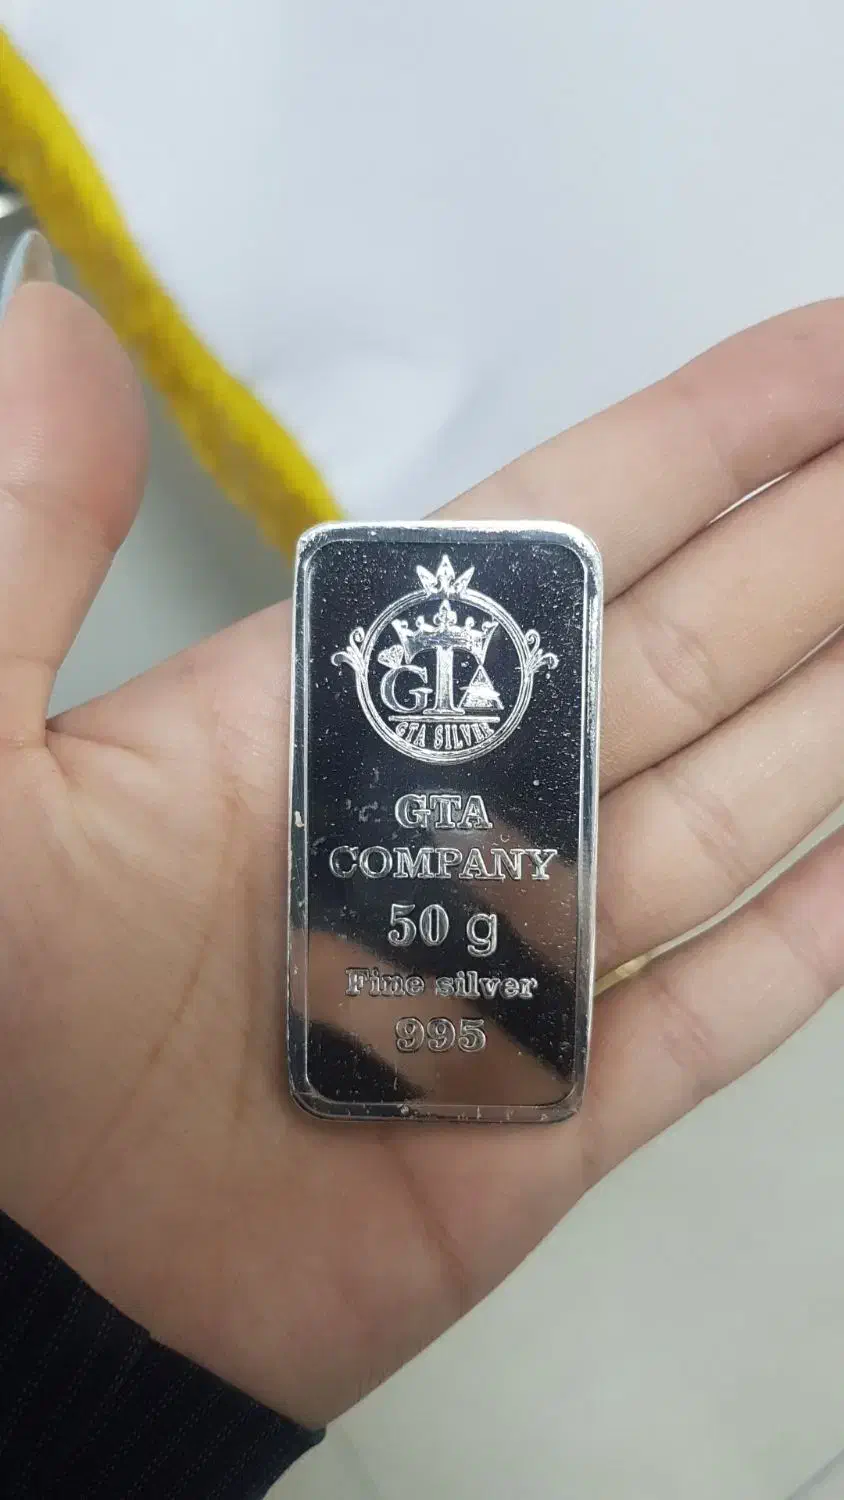 GTA
GTA SILVER
GTA
COMPANY
50 g
Fine silver
995